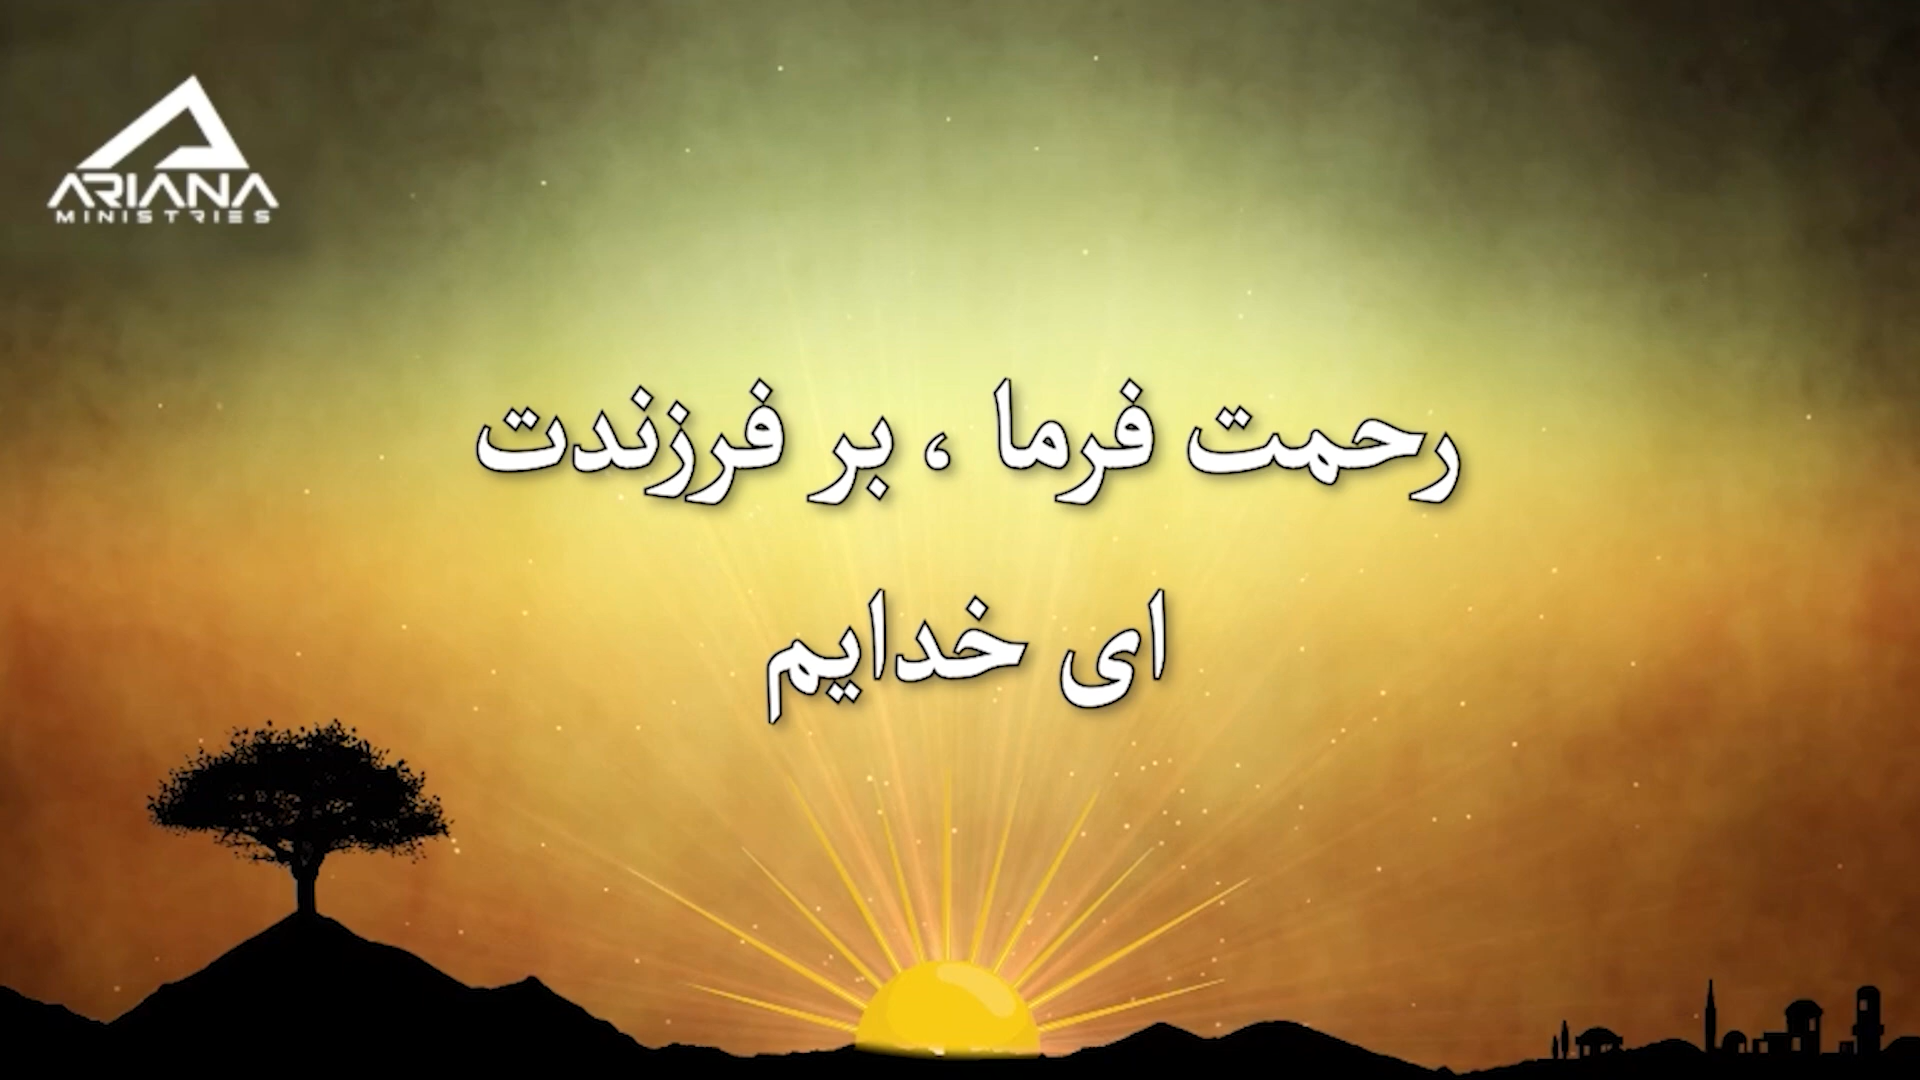 ARIANA
MINISTRIES
رحمت فرما ، بر فرزندت
ای خدایم